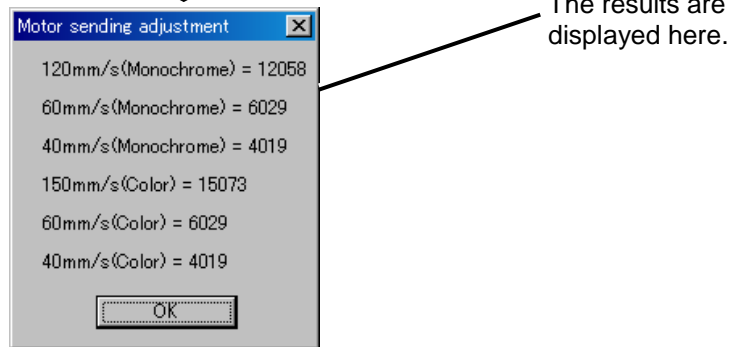 The results are
displayed here.
Motor sending adjustment
120mm/s(Monochrome) = 12058
60mm/s(Monochrome) = 6029
40mm/s(Monochrome) = 4019
150mm/s(Color) = 15073
60mm/s(Color) = 6029
40mm/s(Color) = 4019
OK